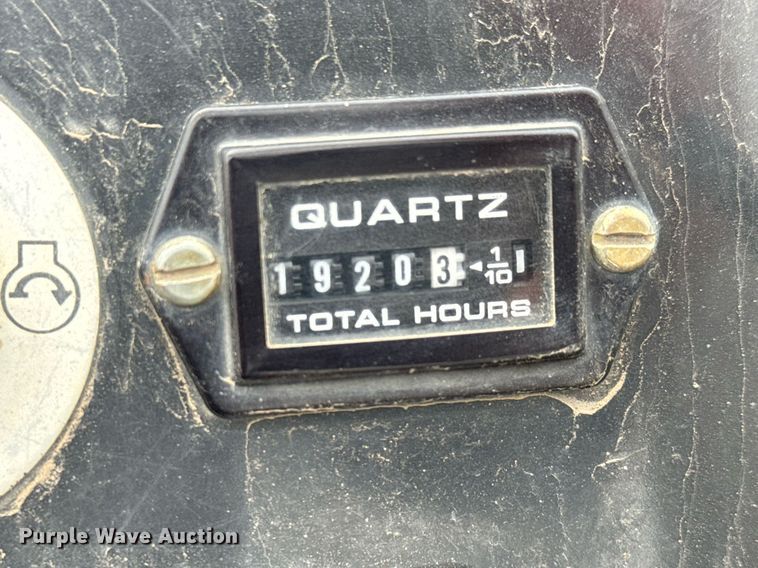 QUARTZ
19203 ◄ 1/10
TOTAL HOURS
Purple Wave Auction